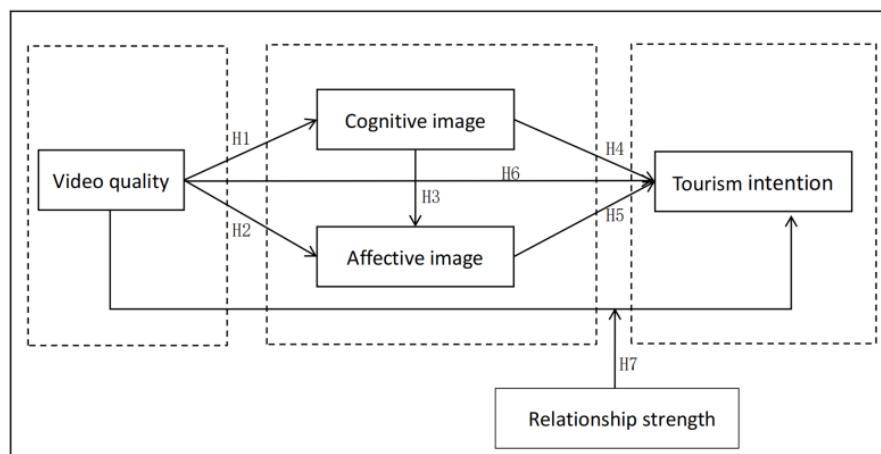 Cognitive image
H1
H4
Video quality
H6
Tourism intention
H3
H2
H5
Affective image
H7
Relationship strength